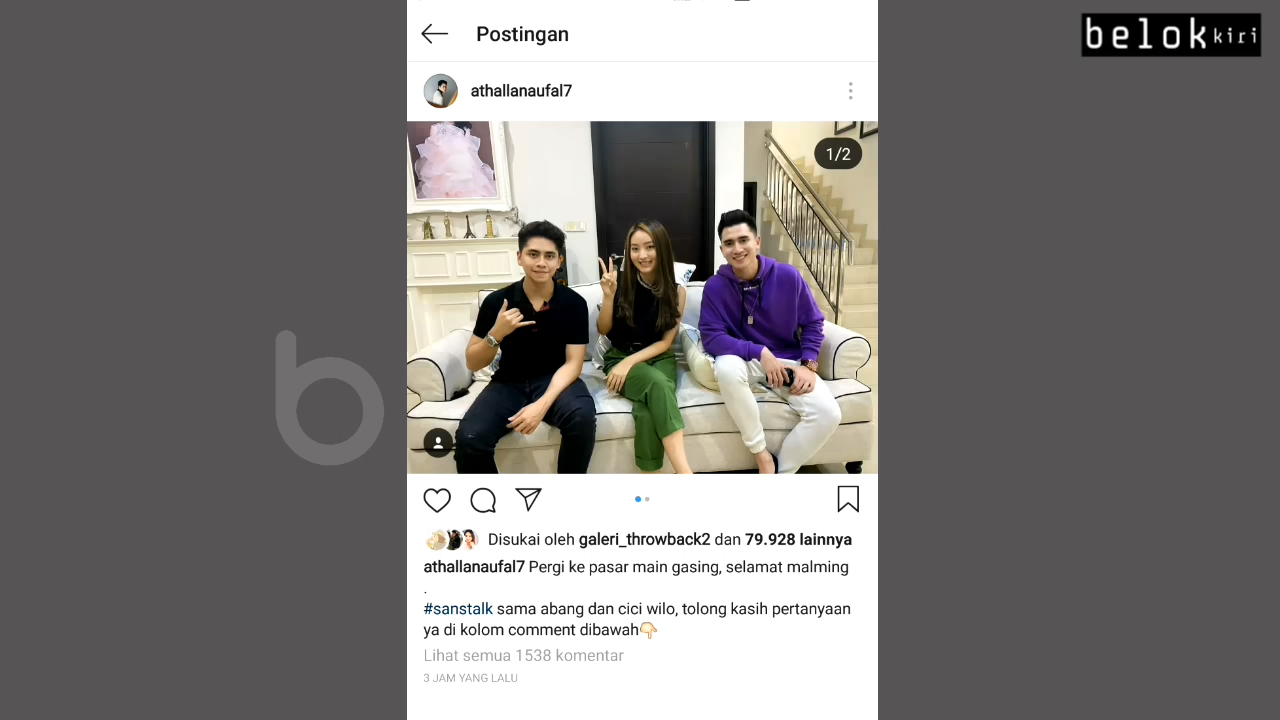 belokkiri
Postingan
athallanaufal7
1/2
b
Disukai oleh galeri_throwback2 dan 79.928 lainnya
athallanaufal7 Pergi ke pasar main gasing, selamat malming
.
#sanstalk sama abang dan cici wilo, tolong kasih pertanyaan
ya di kolom comment dibawah👇
Lihat semua 1538 komentar
3 JAM YANG LALU